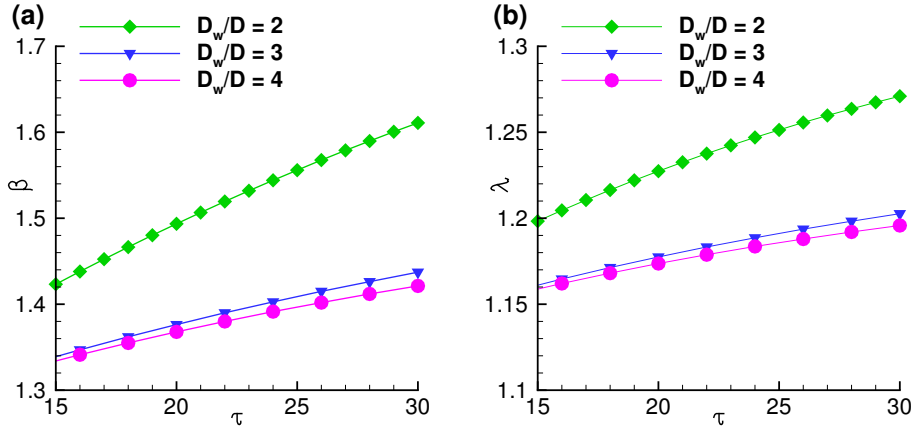 (a)
D_w/D = 2
D_w/D = 3
D_w/D = 4
1.7
1.6
1.5
1.4
1.3
β
15 20 25 30
τ
(b)
D_w/D = 2
D_w/D = 3
D_w/D = 4
1.3
1.25
1.2
1.15
1.1
λ
15 20 25 30
τ